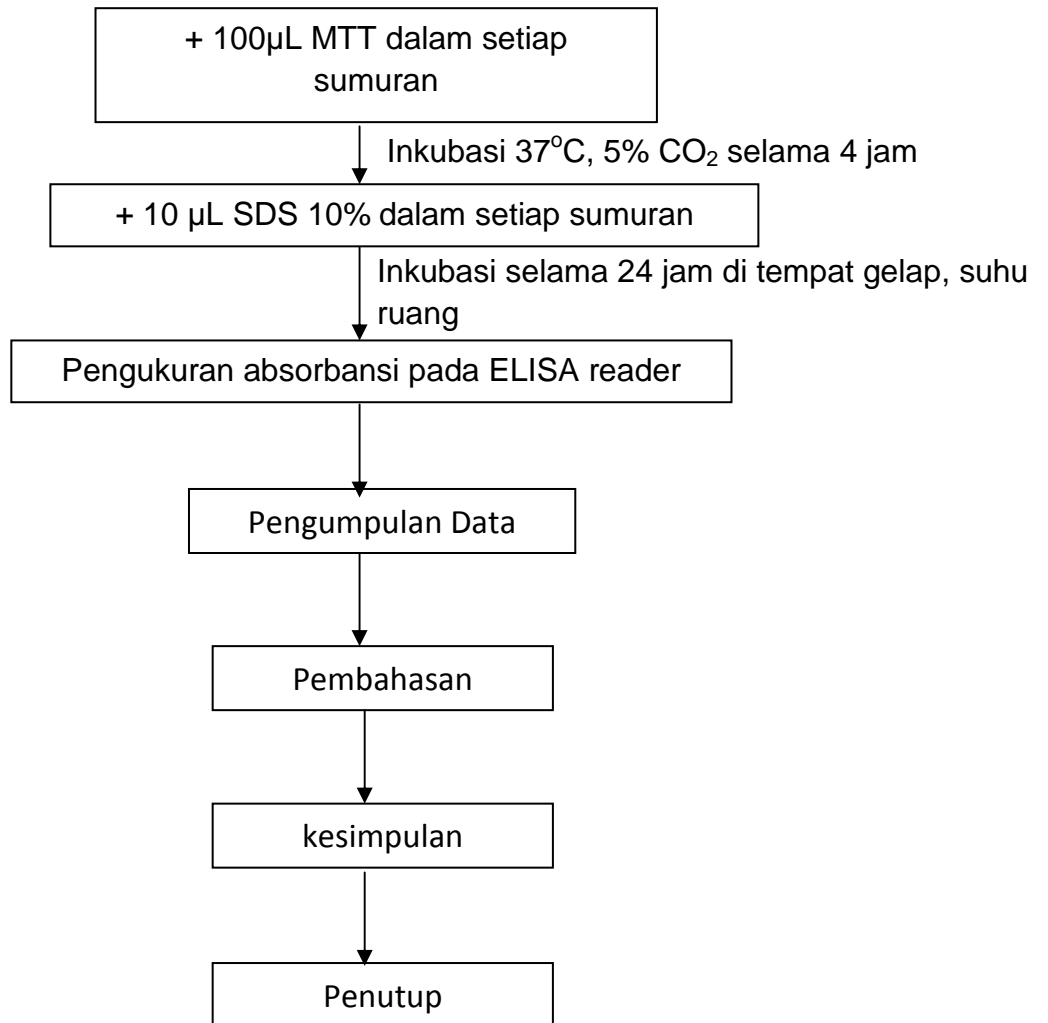 + 100µL MTT dalam setiap
sumuran
Inkubasi 37°C, 5% CO₂ selama 4 jam
+ 10 µL SDS 10% dalam setiap sumuran
Inkubasi selama 24 jam di tempat gelap, suhu
ruang
Pengukuran absorbansi pada ELISA reader
Pengumpulan Data
Pembahasan
kesimpulan
Penutup